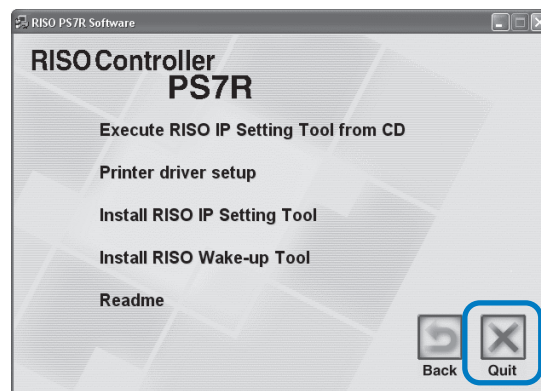 RISO PS7R Software
RISO Controller
PS7R
Execute RISO IP Setting Tool from CD
Printer driver setup
Install RISO IP Setting Tool
Install RISO Wake-up Tool
Readme
Back Quit